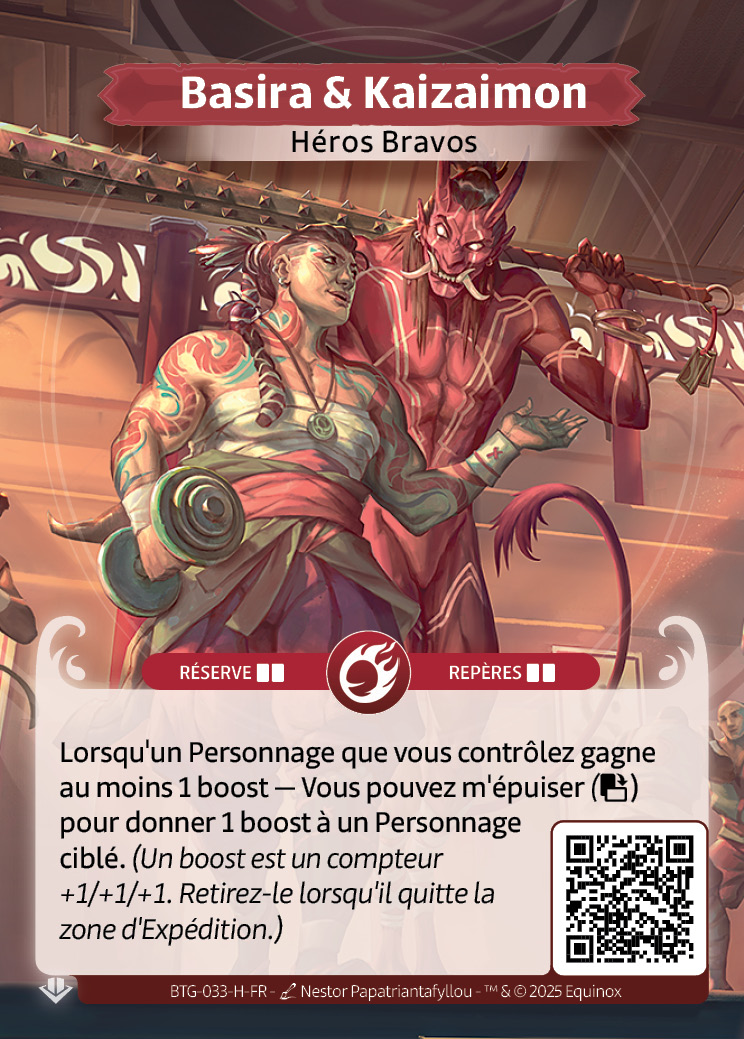 Basira & Kaizaimon
Héros Bravos
RÉSERVE
REPÈRES
Lorsqu'un Personnage que vous contrôlez gagne
au moins 1 boost — Vous pouvez m'épuiser ( )
pour donner 1 boost à un Personnage
ciblé. (Un boost est un compteur
+1/+1/+1. Retirez-le lorsqu'il quitte la
zone d'Expédition.)
BTG-033-H-FR - Nestor Papatriantafyllou - ™ & © 2025 Equinox